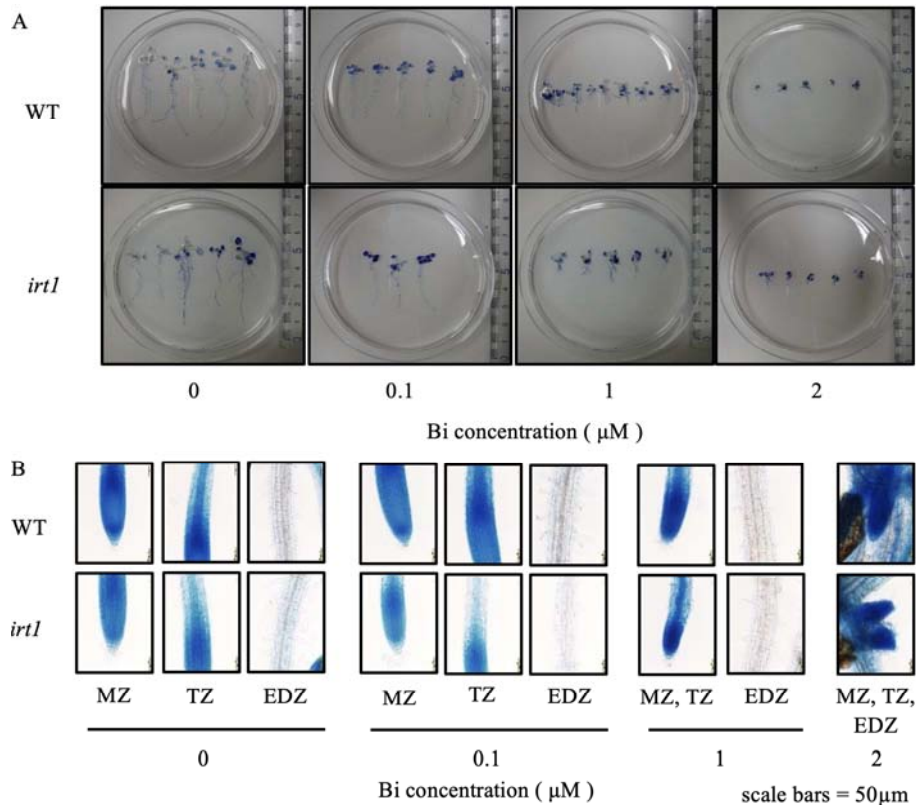 A
WT
irt1
0 0.1 1 2
Bi concentration ( μM )
B
WT
irt1
MZ TZ EDZ MZ TZ EDZ MZ, TZ EDZ MZ, TZ,
EDZ
0 0.1 1 2
Bi concentration ( μM )
scale bars = 50μm